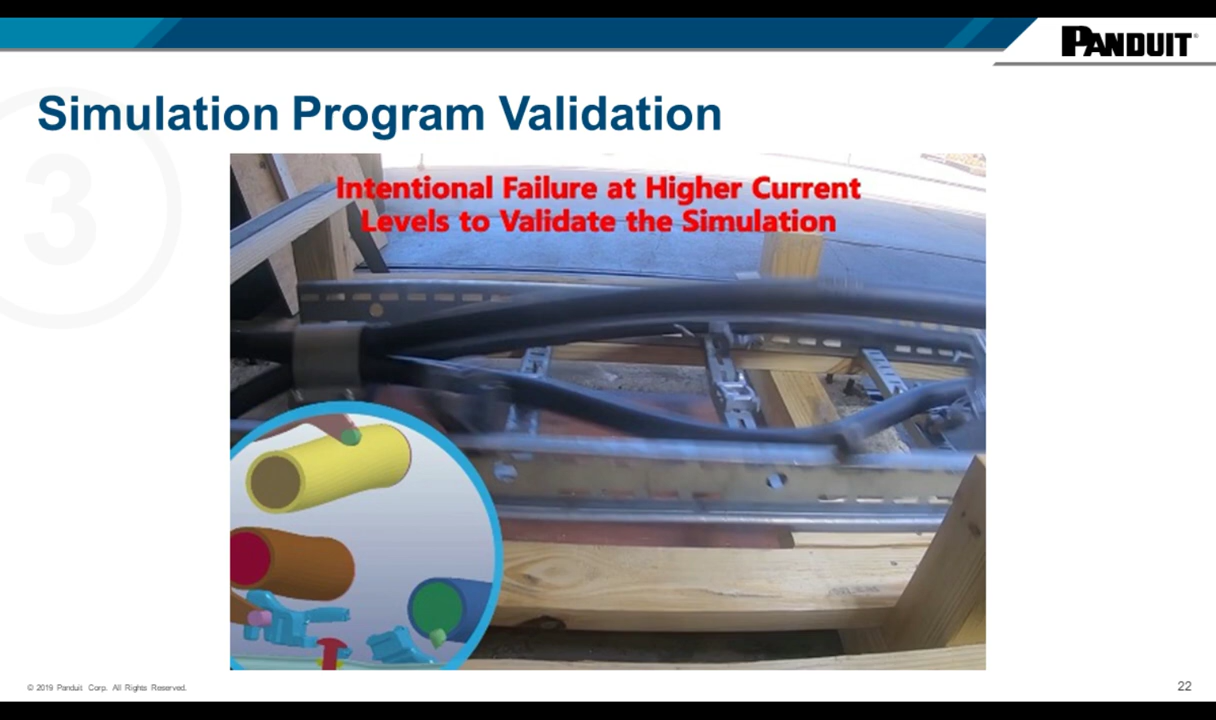 PANDUIT
Simulation Program Validation
3
Intentional Failure at Higher Current
Levels to Validate the Simulation
© 2019 Panduit Corp. All Rights Reserved.
22